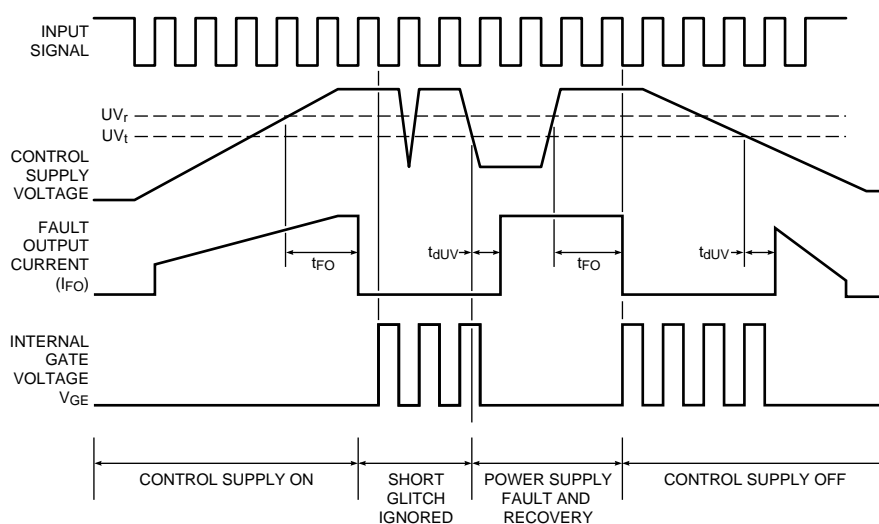 INPUT
SIGNAL
UVr
UVt
CONTROL
SUPPLY
VOLTAGE
FAULT
OUTPUT
CURRENT
(IFO)
tFO
tdUV
tFO
tdUV
INTERNAL
GATE
VOLTAGE
VGE
CONTROL SUPPLY ON
SHORT
GLITCH
IGNORED
POWER SUPPLY
FAULT AND
RECOVERY
CONTROL SUPPLY OFF